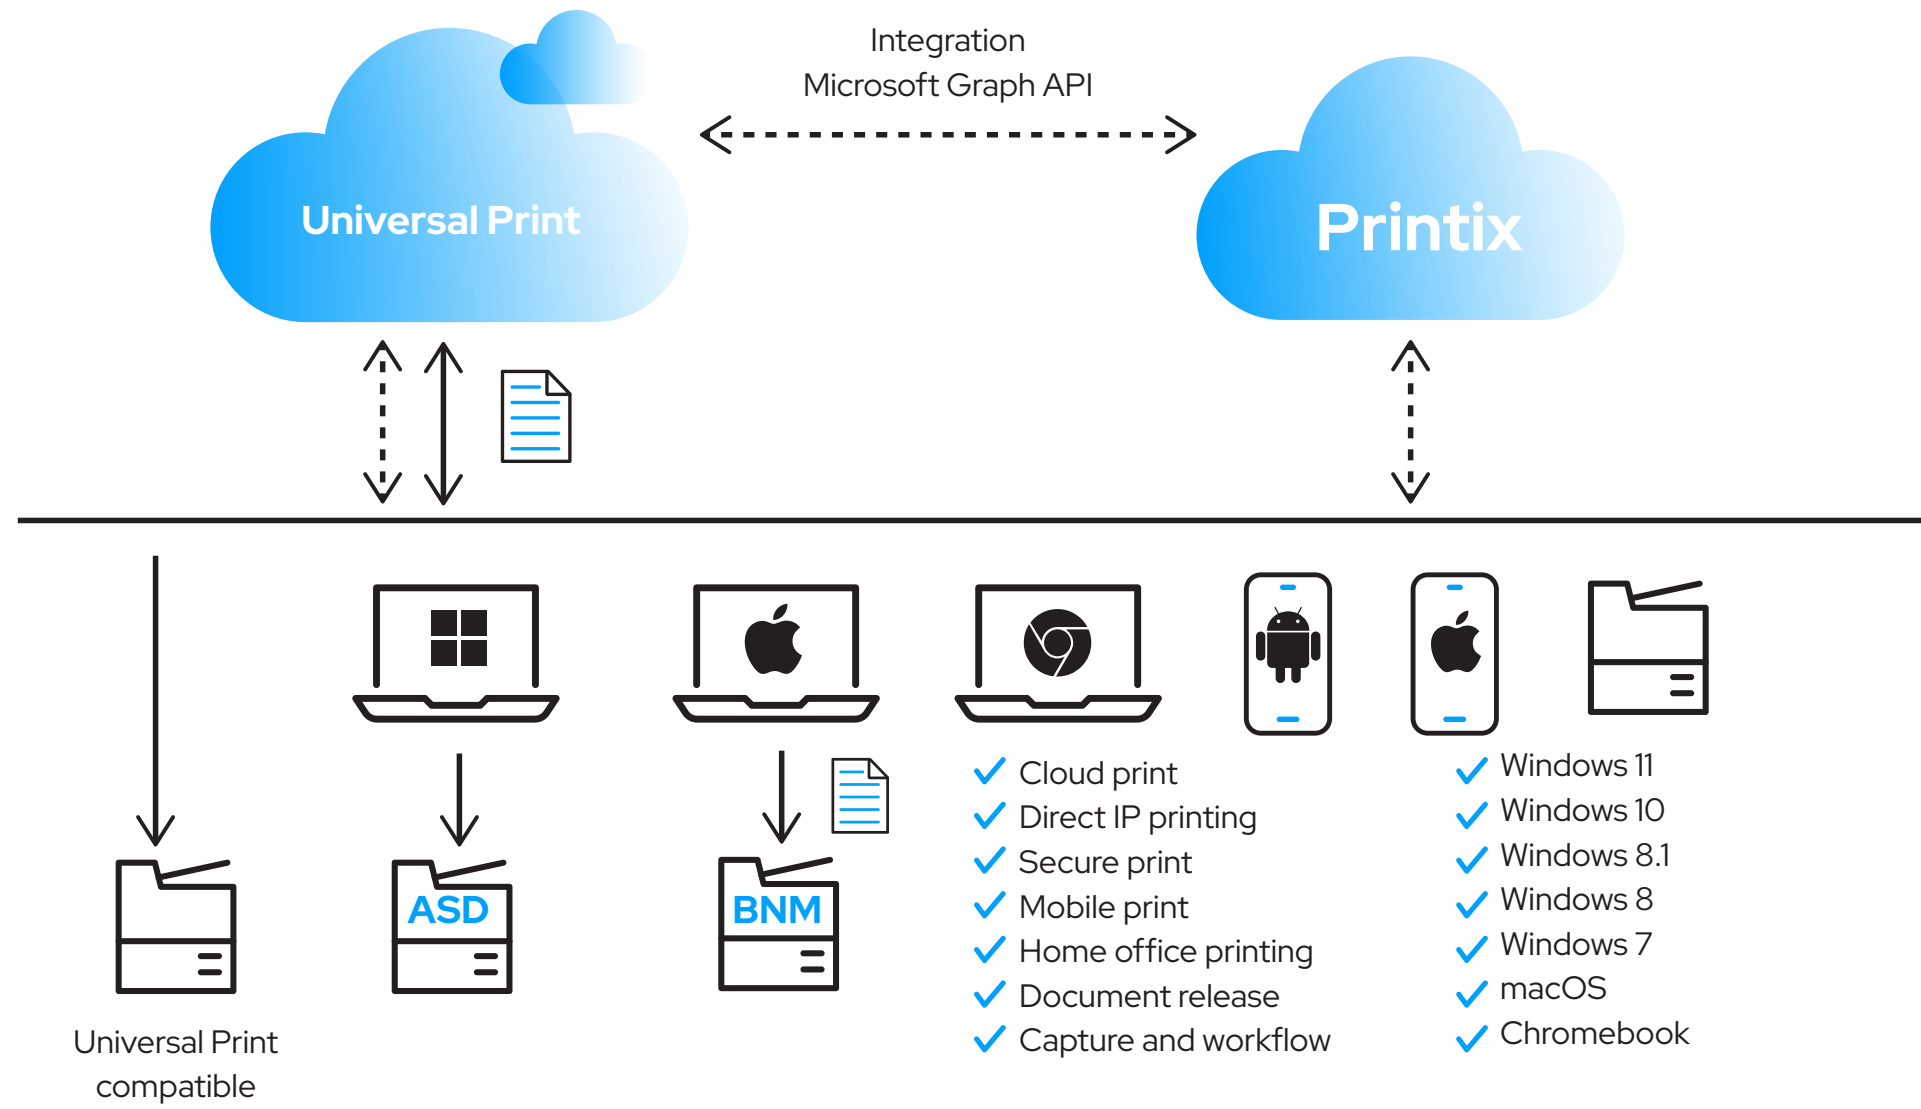 Integration
Microsoft Graph API
Universal Print
Printix
ASD
BNM
Universal Print
compatible
Cloud print
Direct IP printing
Secure print
Mobile print
Home office printing
Document release
Capture and workflow
Windows 11
Windows 10
Windows 8.1
Windows 8
Windows 7
macOS
Chromebook